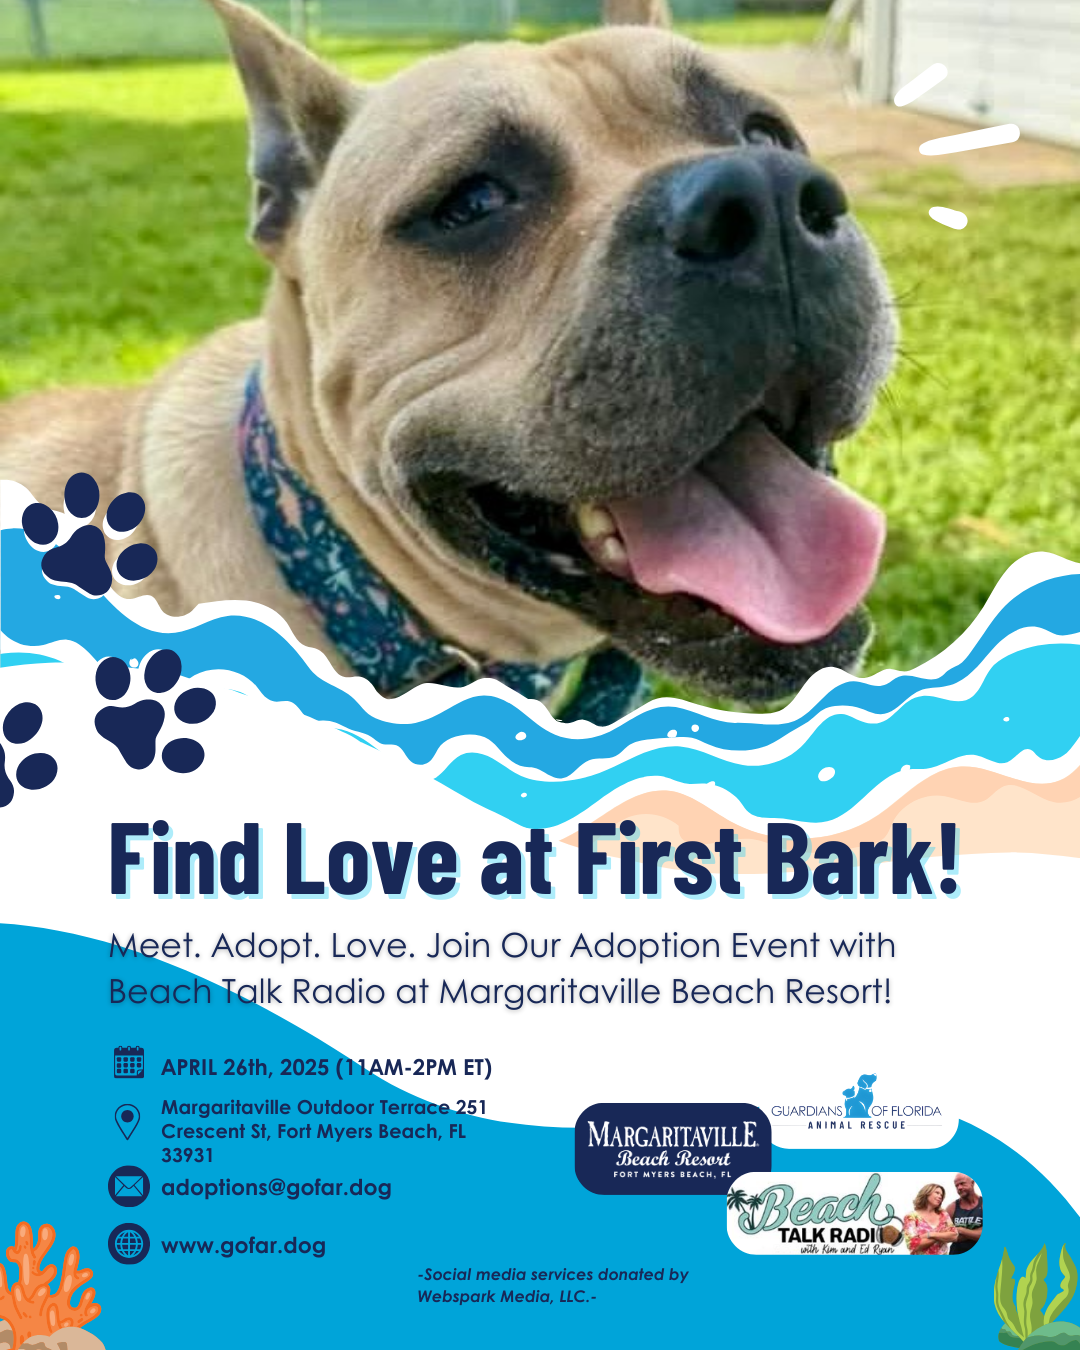 Find Love at First Bark!
Meet. Adopt. Love. Join Our Adoption Event with
Beach Talk Radio at Margaritaville Beach Resort!
APRIL 26th, 2025 (11AM-2PM ET)
Margaritaville Outdoor Terrace 251
Crescent St, Fort Myers Beach, FL
33931
adoptions@gofar.dog
www.gofar.dog
GUARDIANS OF FLORIDA
ANIMAL RESCUE
MARGARITAVILLE
Beach Resort
FORT MYERS BEACH, FL
Beach
TALK RADI
with Kim and Ed Ryan
BATTLE
-Social media services donated by
Webspark Media, LLC.-